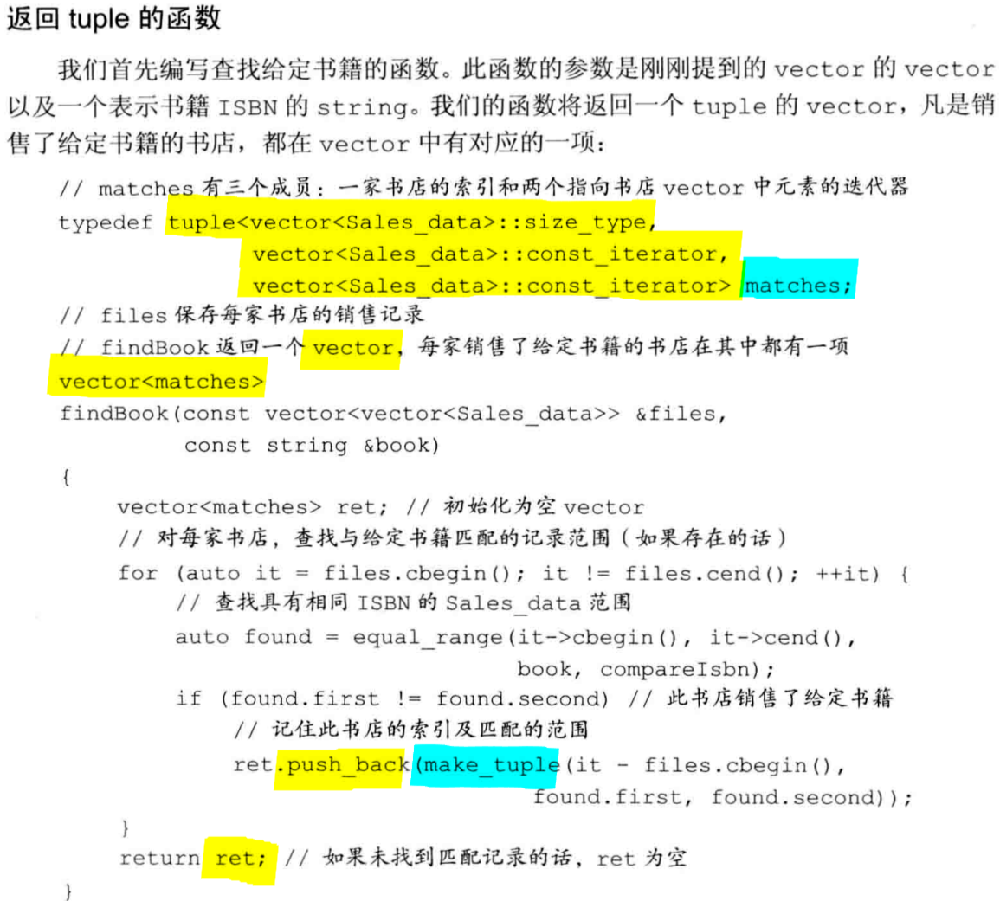 返回 tuple 的函数
我们首先编写查找给定书籍的函数。此函数的参数是刚刚提到的 vector 的 vector
以及一个表示书籍 ISBN 的 string。我们的函数将返回一个 tuple 的 vector，凡是销
售了给定书籍的书店，都在 vector 中有对应的一项：
// matches 有三个成员：一家书店的索引和两个指向书店 vector 中元素的迭代器
typedef tuple<vector<Sales_data>::size_type,
vector<Sales_data>::const_iterator,
vector<Sales_data>::const_iterator> matches;
// files 保存每家书店的销售记录
// findBook 返回一个 vector，每家销售了给定书籍的书店在其中都有一项
vector<matches>
findBook(const vector<vector<Sales_data>> &files,
const string &book)
{
vector<matches> ret; // 初始化为空 vector
// 对每家书店，查找与给定书籍匹配的记录范围（如果存在的话）
for (auto it = files.cbegin(); it != files.cend(); ++it) {
// 查找具有相同 ISBN 的 Sales_data 范围
auto found = equal_range(it->cbegin(), it->cend(),
book, compareIsbn);
if (found.first != found.second) // 此书店销售了给定书籍
// 记住此书店的索引及匹配的范围
ret.push_back(make_tuple(it - files.cbegin(),
found.first, found.second));
}
return ret; // 如果未找到匹配记录的话，ret 为空
}